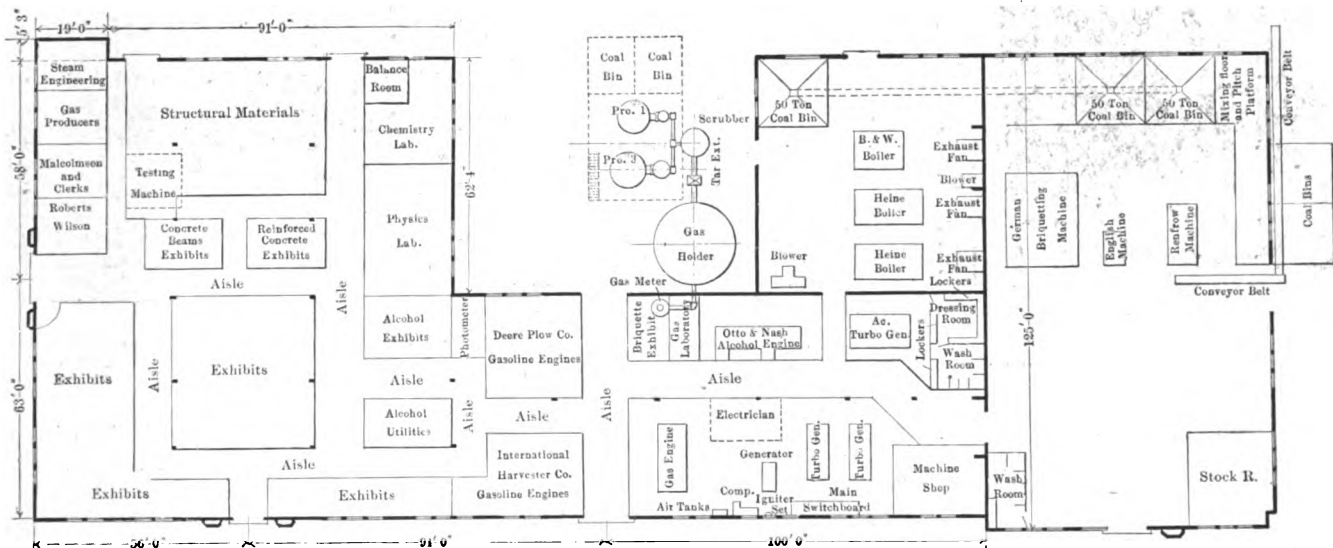 5'3"
19'-0"
91'-0"
Steam
Engineering
Gas
Producers
Malcolmson
and
Clerks
Roberts
Wilson
58'-0"
63'-0"
Structural Materials
Testing
Machine
Concrete
Beams
Exhibits
Reinforced
Concrete
Exhibits
Balance
Room
Chemistry
Lab.
Physics
Lab.
62'-4"
Aisle
Aisle
Aisle
Exhibits
Exhibits
Aisle
Exhibits
Exhibits
Alcohol
Exhibits
Aisle
Alcohol
Utilities
Photometer
Aisle
Deere Plow Co.
Gasoline Engines
Aisle
International
Harvester Co.
Gasoline Engines
Aisle
Coal
Bin
Coal
Bin
Pro. 1
Pro. 3
Scrubber
Tar Ext.
Gas
Holder
Gas Meter
Briquette
Exhibit
Gas
Laboratory
Otto & Nash
Alcohol Engine
Aisle
50 Ton
Coal Bin
B. & W.
Boiler
Heine
Boiler
Heine
Boiler
Blower
Exhaust
Fan
Blower
Exhaust
Fan
Exhaust
Fan
Lockers
Dressing
Room
Lockers
Wash
Room
Ac.
Turbo Gen.
Electrician
Gas Engine
Generator
Turbo Gen.
Turbo Gen.
Air Tanks
Comp.
Igniter
Set
Main
Switchboard
Machine
Shop
Wash
Room
125'-0"
50 Ton
Coal Bin
50 Ton
Coal Bin
Mixing floor
and Pitch
Platform
Conveyor Belt
Coal Bins
German
Briquetting
Machine
English
Machine
Renfrow
Machine
Conveyor Belt
Stock R.
56'-0"
91'-0"
100'-0"